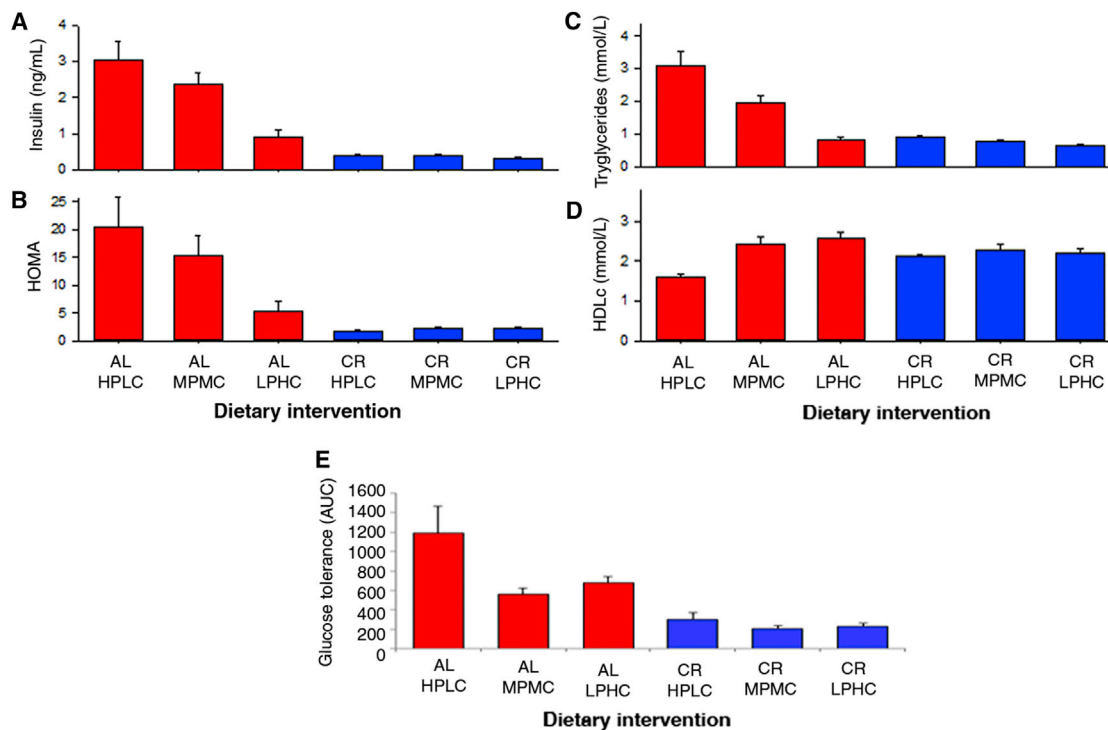 A
Insulin (ng/mL)
4
3
2
1
0
B
HOMA
25
20
15
10
5
0
AL AL AL CR CR CR
HPLC MPMC LPHC HPLC MPMC LPHC
Dietary intervention
C
Tryglycerides (mmol/L)
4
3
2
1
0
D
HDLc (mmol/L)
3
2
1
0
AL AL AL CR CR CR
HPLC MPMC LPHC HPLC MPMC LPHC
Dietary intervention
E
Glucose tolerance (AUC)
1600
1400
1200
1000
800
600
400
200
0
AL AL AL CR CR CR
HPLC MPMC LPHC HPLC MPMC LPHC
Dietary intervention